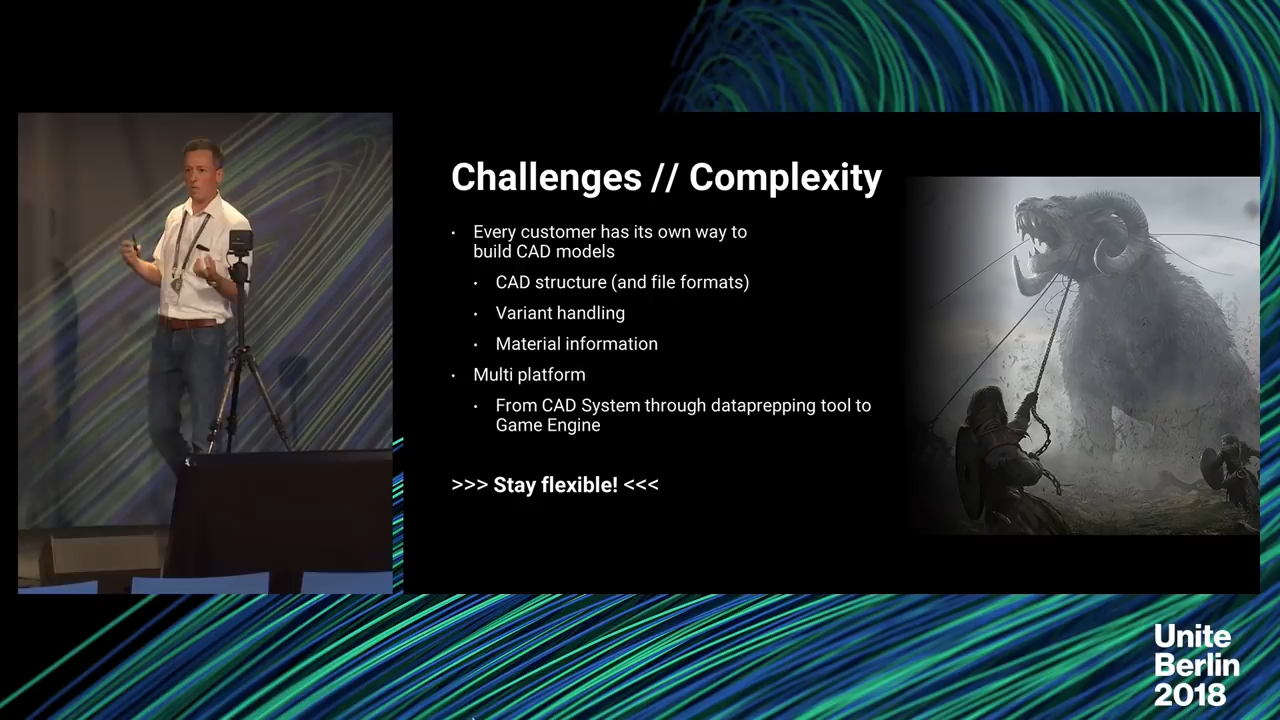 Challenges // Complexity
• Every customer has its own way to
build CAD models
• CAD structure (and file formats)
• Variant handling
• Material information
• Multi platform
• From CAD System through dataprepping tool to
Game Engine
>>> Stay flexible! <<<
Unite
Berlin
2018